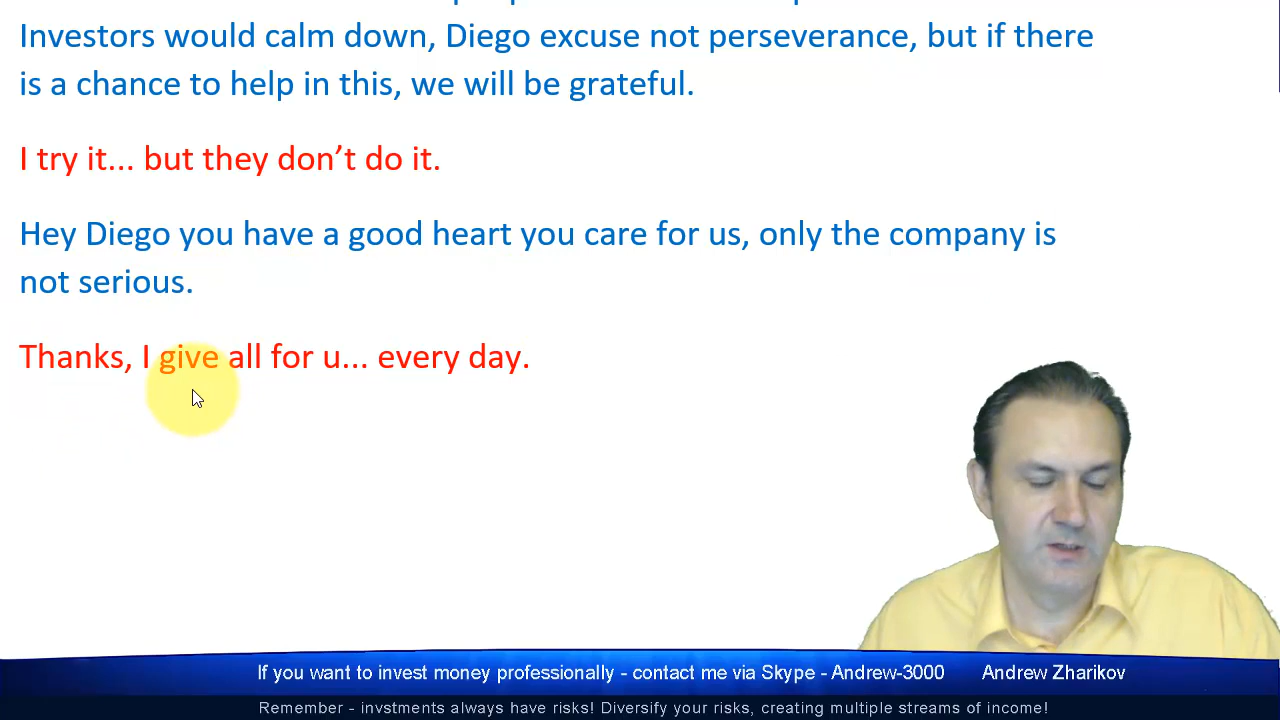 Investors would calm down, Diego excuse not perseverance, but if there
is a chance to help in this, we will be grateful.
I try it... but they don’t do it.
Hey Diego you have a good heart you care for us, only the company is
not serious.
Thanks, I give all for u... every day.
If you want to invest money professionally - contact me via Skype - Andrew-3000 Andrew Zharikov
Remember - invstments always have risks! Diversify your risks, creating multiple streams of income!